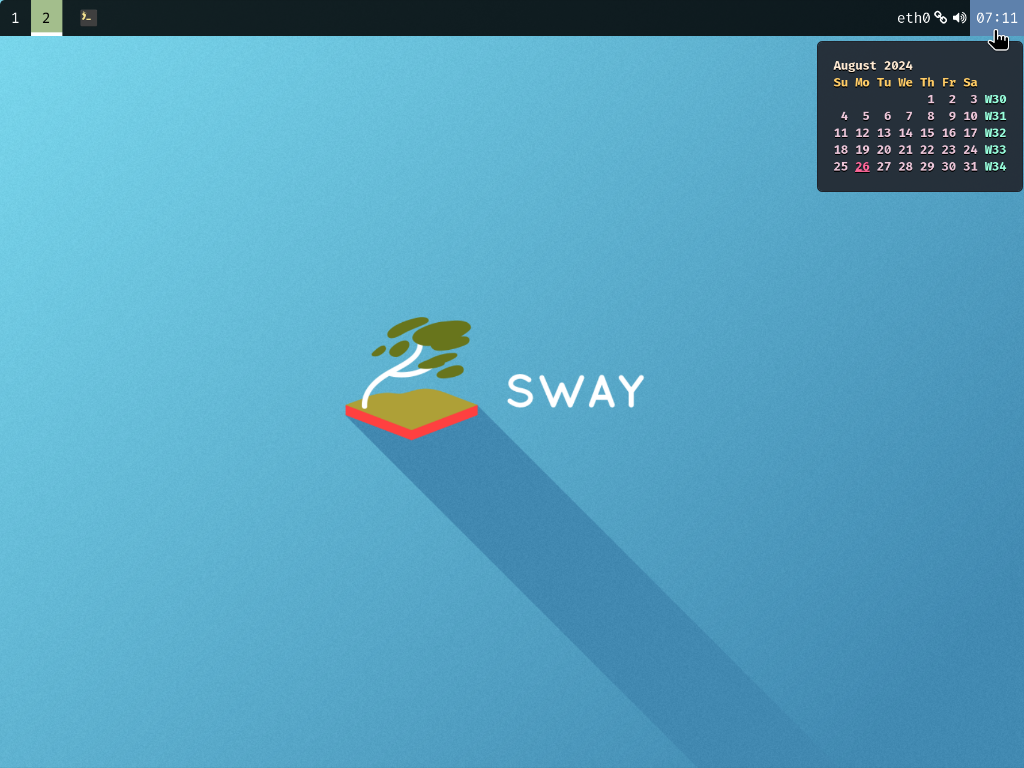 1 2 eth0 07:11
August 2024
Su Mo Tu We Th Fr Sa
1 2 3 W30
4 5 6 7 8 9 10 W31
11 12 13 14 15 16 17 W32
18 19 20 21 22 23 24 W33
25 26 27 28 29 30 31 W34
SWAY